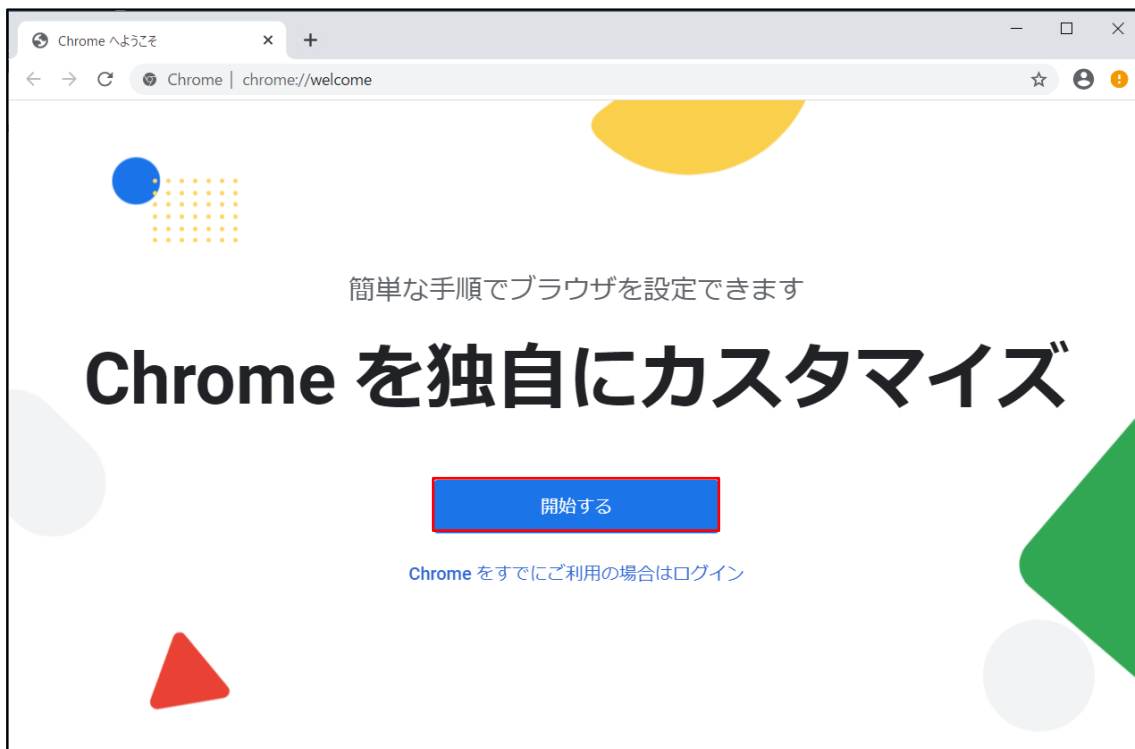 Chrome へようこそ
Chrome | chrome://welcome
簡単な手順でブラウザを設定できます
Chrome を独自にカスタマイズ
開始する
Chrome をすでにご利用の場合はログイン